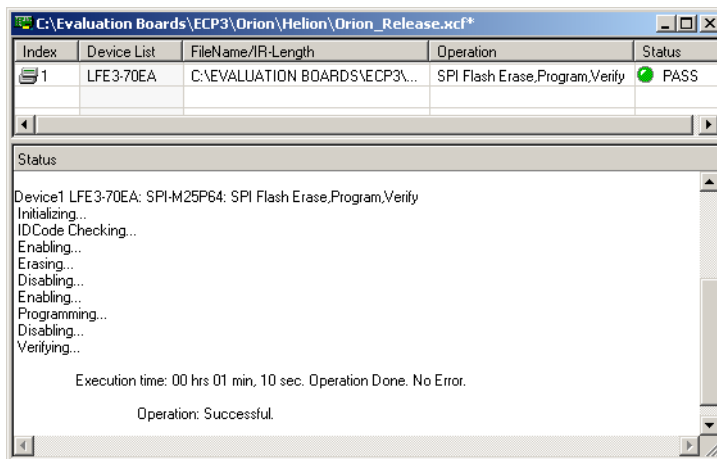 C:\Evaluation Boards\ECP3\Orion\Helion\Orion_Release.xcf*
Index Device List FileName/IR-Length Operation Status
1 LFE3-70EA C:\EVALUATION BOARDS\ECP3\... SPI Flash Erase,Program,Verify PASS
Status
Device1 LFE3-70EA: SPI-M25P64: SPI Flash Erase,Program,Verify
Initializing...
IDCode Checking...
Enabling...
Erasing...
Disabling...
Enabling...
Programming...
Disabling...
Verifying...
Execution time: 00 hrs 01 min, 10 sec. Operation Done. No Error.
Operation: Successful.